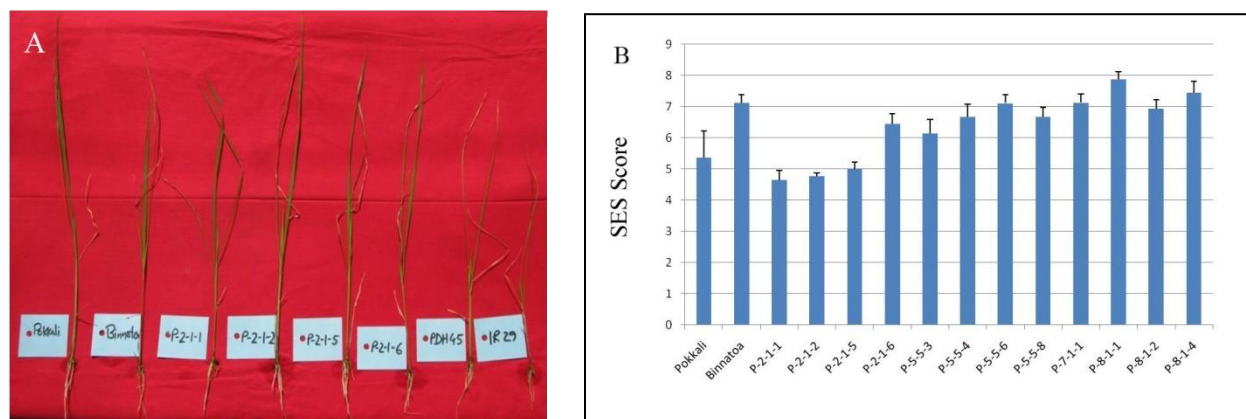 A
Pokkali
Binnatoa
P-2-1-1
P-2-1-2
P-2-1-5
P-2-1-6
PDH45
IR 29
B
SES Score
9
8
7
6
5
4
3
2
1
0
Pokkali
Binnatoa
P-2-1-1
P-2-1-2
P-2-1-5
P-2-1-6
P-5-5-3
P-5-5-4
P-5-5-6
P-5-5-8
P-7-1-1
P-8-1-1
P-8-1-2
P-8-1-4